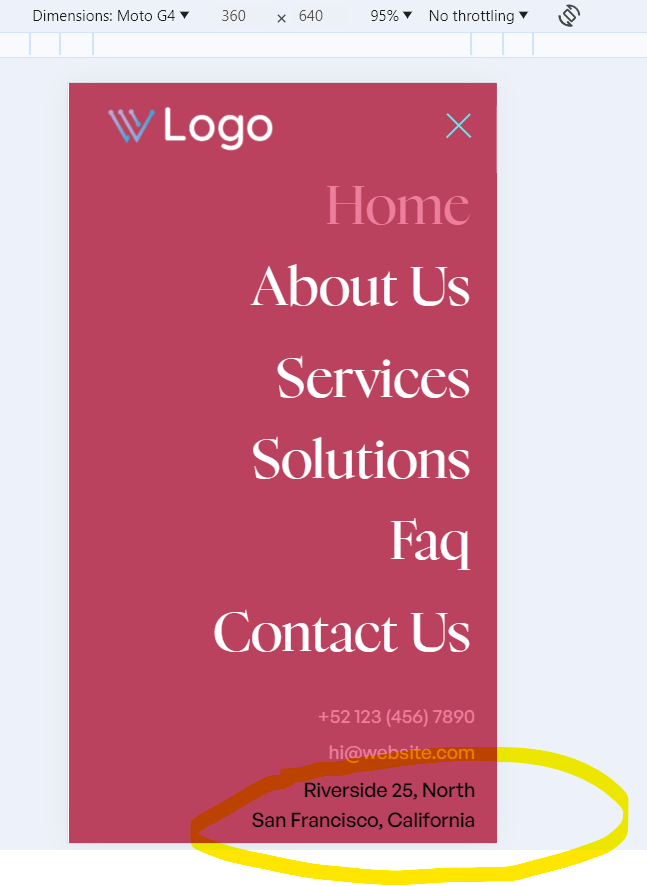 Dimensions: Moto G4 ▼ 360 × 640 95% ▼ No throttling ▼
Logo
Home
About Us
Services
Solutions
Faq
Contact Us
+52 123 (456) 7890
hi@website.com
Riverside 25, North
San Francisco, California